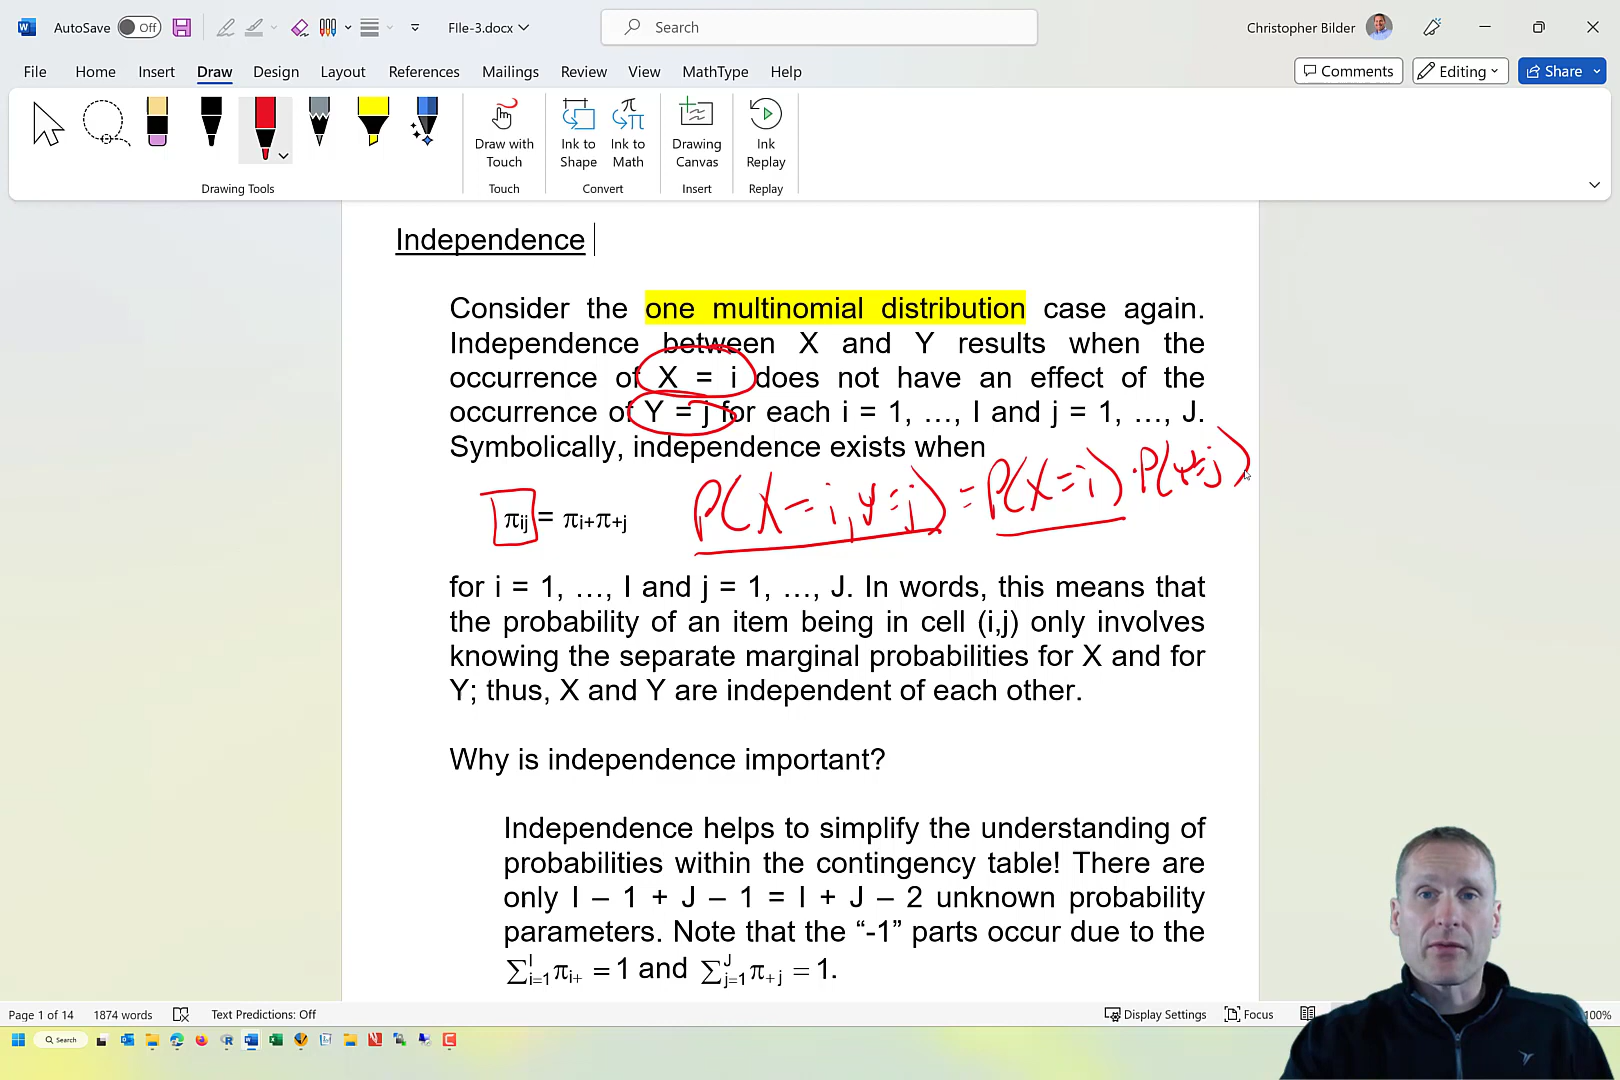 AutoSave Off FIle-3.docx Search Christopher Bilder
File Home Insert Draw Design Layout References Mailings Review View MathType Help Comments Editing Share
Draw with Touch
Ink to Shape
Ink to Math
Drawing Canvas
Ink Replay
Drawing Tools Touch Convert Insert Replay
Independence
Consider the one multinomial distribution case again.
Independence between X and Y results when the
occurrence of X = i does not have an effect of the
occurrence of Y = j for each i = 1, …, I and j = 1, …, J.
Symbolically, independence exists when
πij = πi+π+j P(X=i, Y=j) = P(X=i)·P(Y=j)
for i = 1, …, I and j = 1, …, J. In words, this means that
the probability of an item being in cell (i,j) only involves
knowing the separate marginal probabilities for X and for
Y; thus, X and Y are independent of each other.
Why is independence important?
Independence helps to simplify the understanding of
probabilities within the contingency table! There are
only I – 1 + J – 1 = I + J – 2 unknown probability
parameters. Note that the “-1” parts occur due to the
∑ᴵi=1 πi+ = 1 and ∑ᴶj=1 π+j = 1.
Page 1 of 14 1874 words Text Predictions: Off Display Settings Focus 100%
Search